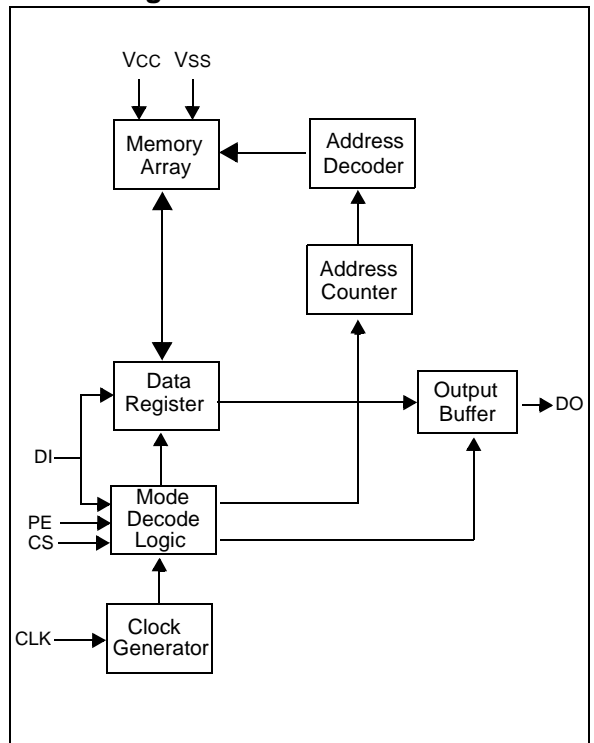 VCC VSS
Memory
Array
Address
Decoder
Address
Counter
Data
Register
Output
Buffer
DO
DI
Mode
Decode
Logic
PE
CS
CLK
Clock
Generator